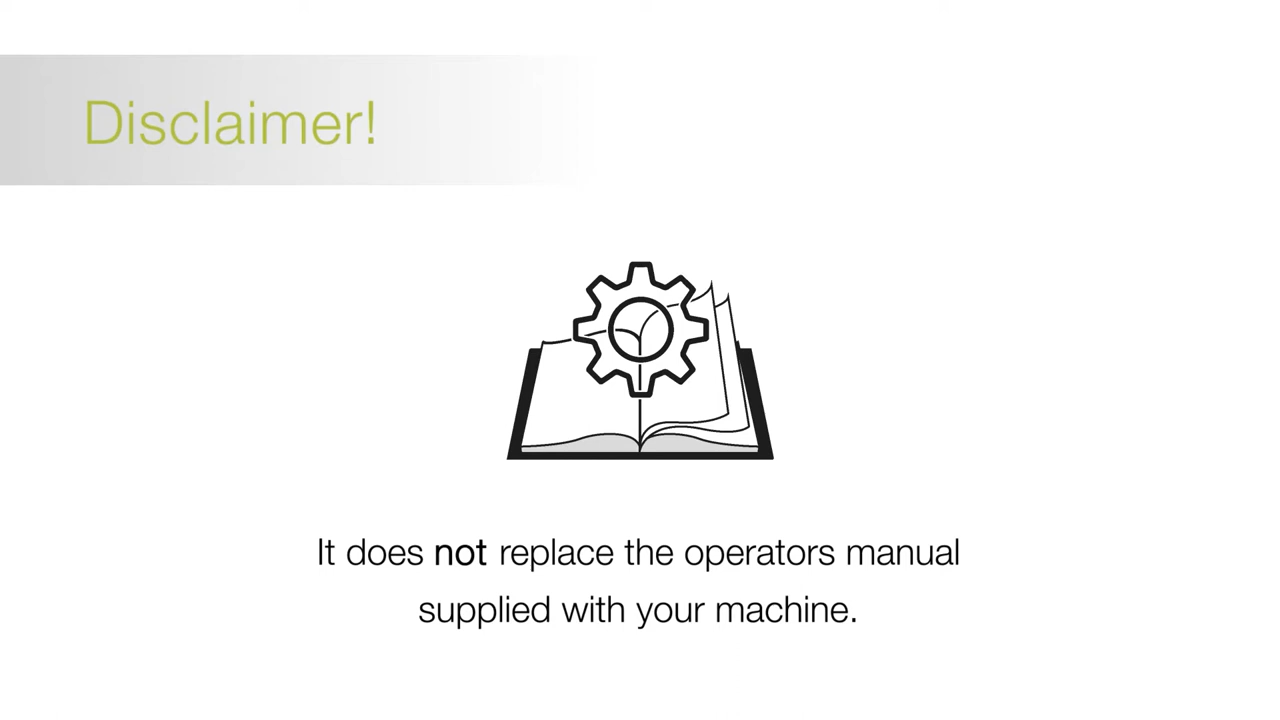 Disclaimer!
It does not replace the operators manual
supplied with your machine.